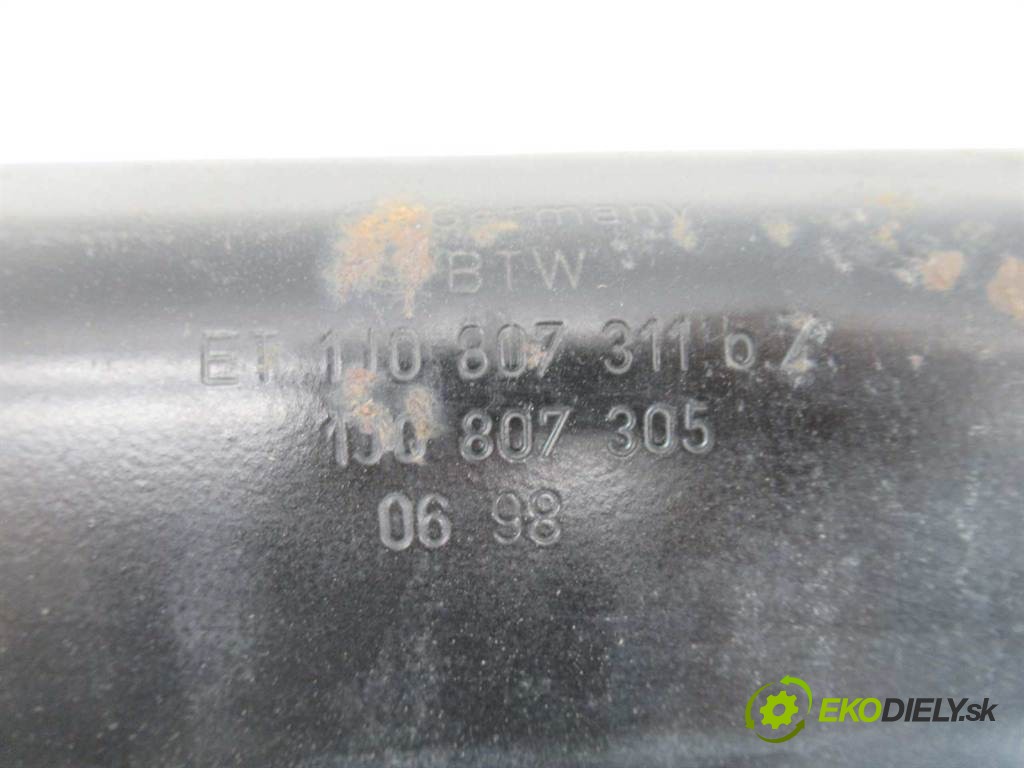 Germany
BTW
ET 1J0 807 311 b
1J0 807 305
06 98
EKODIELY.sk